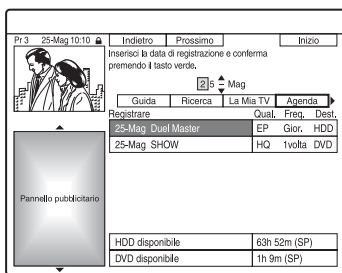 Pr 3 25-Mag 10:10
Indietro Prossimo Inizio
Inserisci la data di registrazione e conferma
premendo il tasto verde.
25 Mag
Guida Ricerca La Mia TV Agenda
Registrare Qual. Freq. Dest.
25-Mag Duel Master EP Gior. HDD
25-Mag SHOW HQ 1volta DVD
Pannello pubblicitario
HDD disponibile 63h 52m (SP)
DVD disponibile 1h 9m (SP)